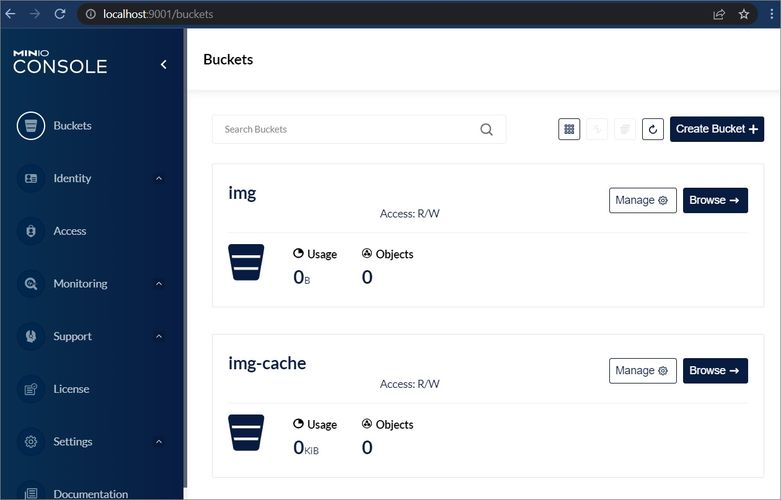 localhost:9001/buckets
MINIO
CONSOLE
Buckets
Identity
Access
Monitoring
Support
License
Settings
Documentation
Buckets
Search Buckets
Create Bucket +
img
Access: R/W
Manage
Browse →
Usage
Objects
0B
0
img-cache
Access: R/W
Manage
Browse →
Usage
Objects
0KiB
0